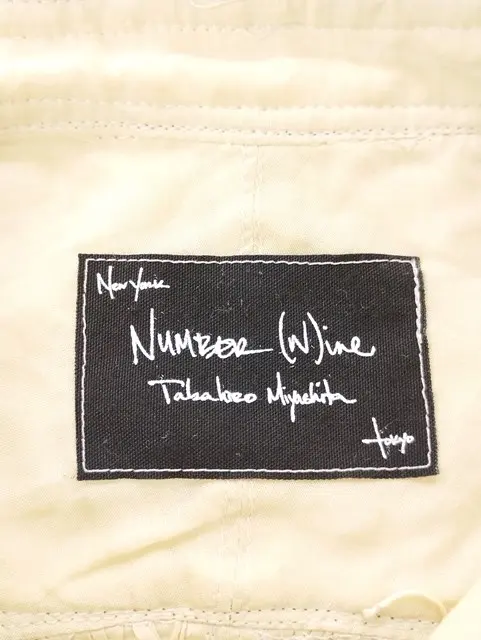 New York
NUMBER (N)ine
Takahiro Miyashita
Tokyo